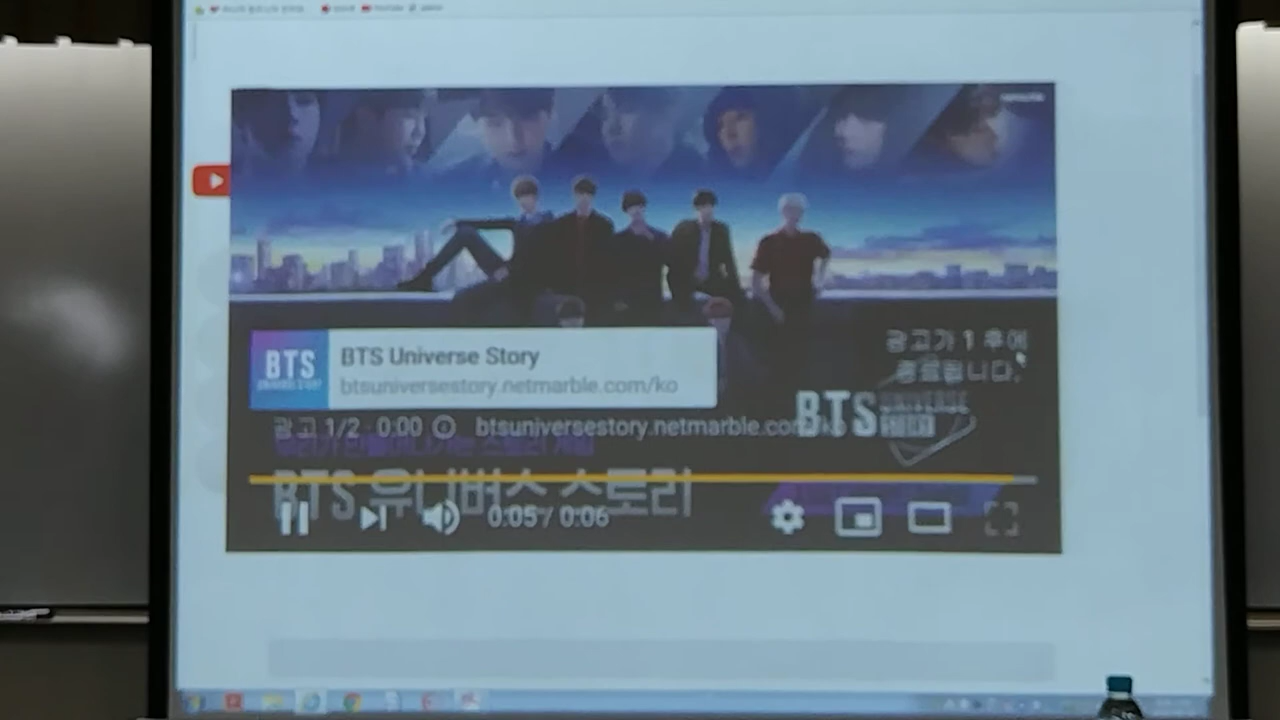 BTS
BTS Universe Story
btsuniversestory.netmarble.com/ko
광고가 1 후에
종료됩니다.
BTS UNIVERSE
광고 1/2 0:00 btsuniversestory.netmarble.com/ko
BTS 유니버스 스토리
0:05 / 0:06